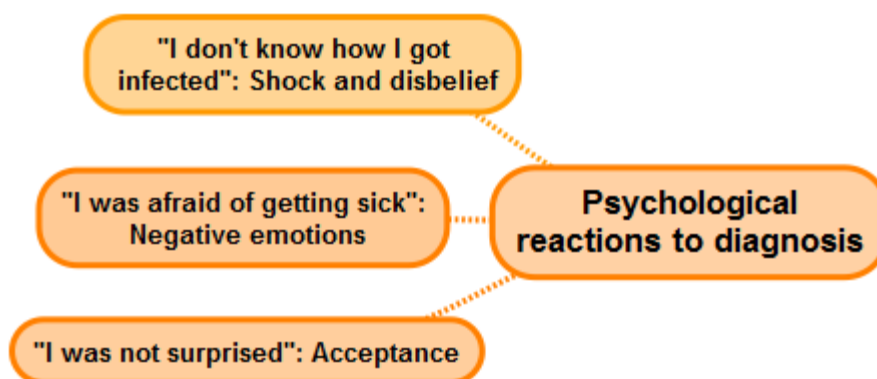 "I don't know how I got
infected": Shock and disbelief
"I was afraid of getting sick":
Negative emotions
Psychological
reactions to diagnosis
"I was not surprised": Acceptance